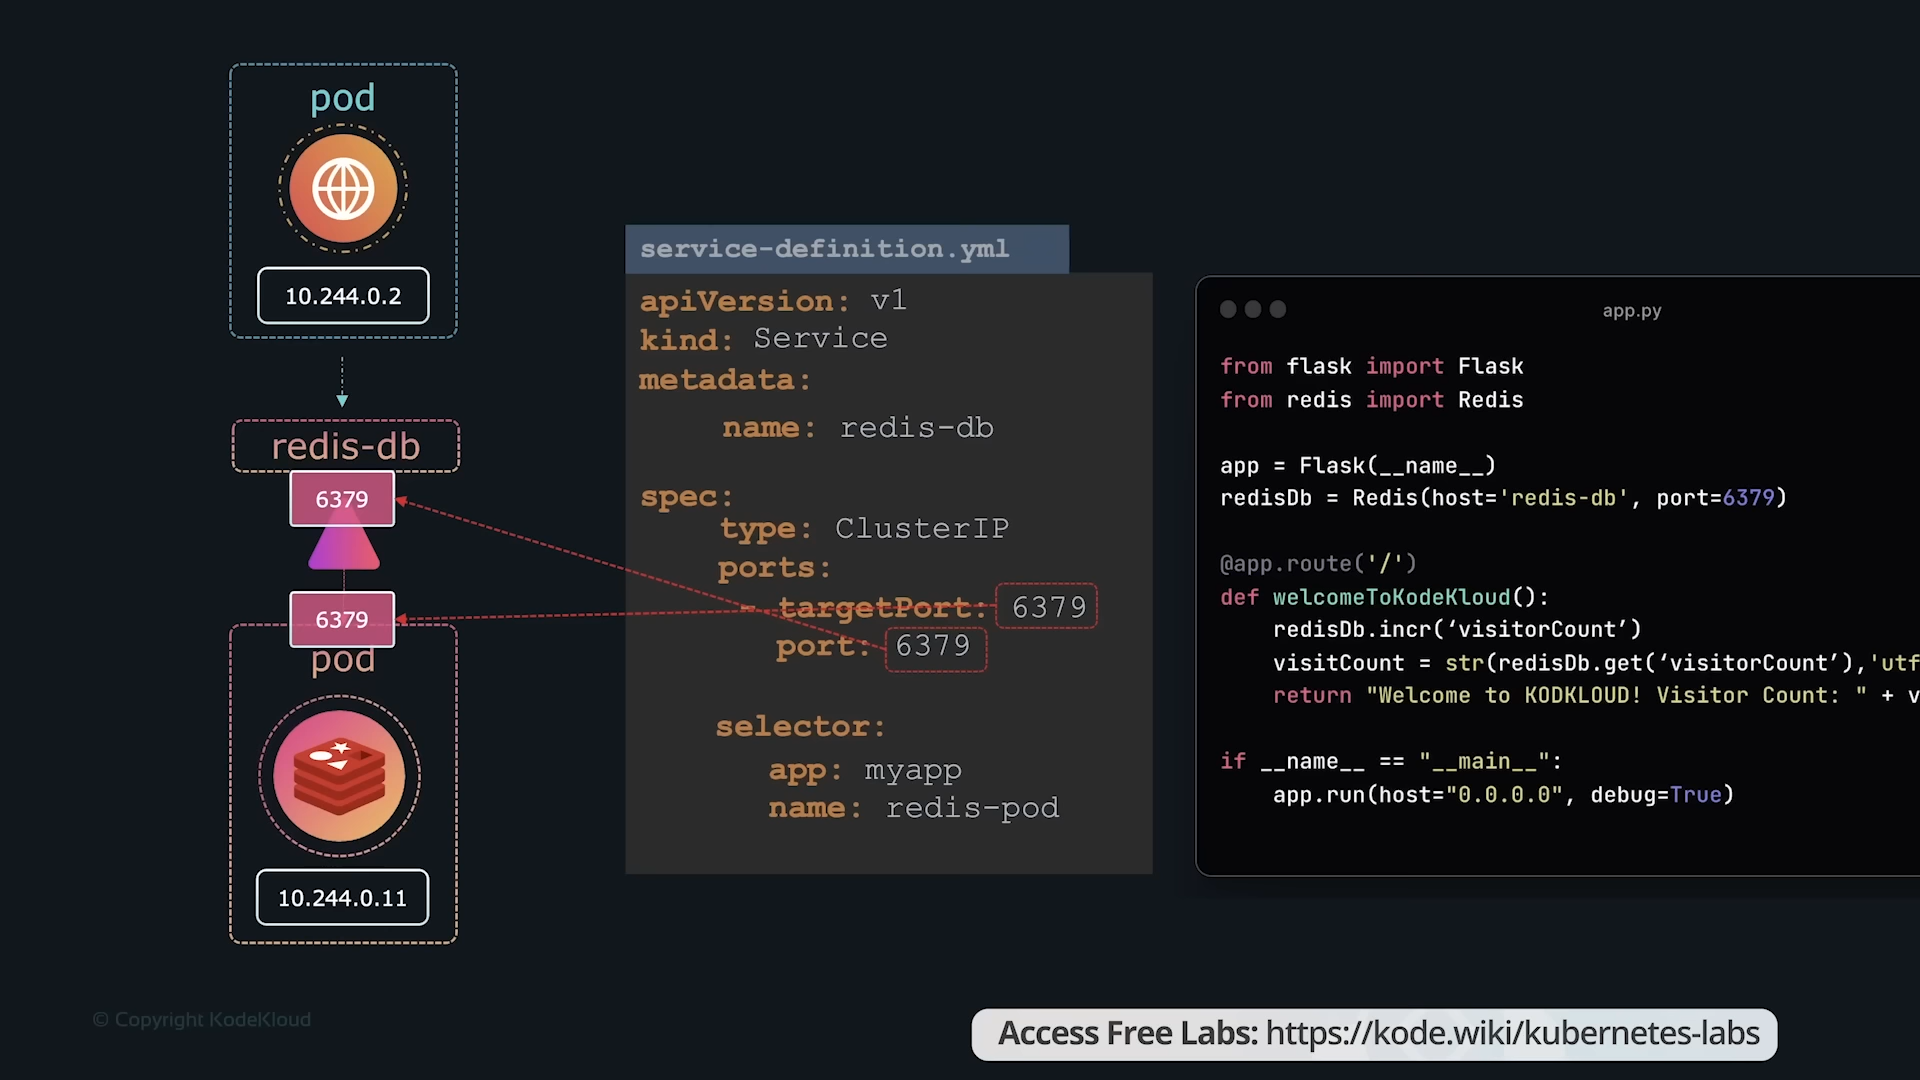 pod
10.244.0.2
redis-db
6379
6379
pod
10.244.0.11
service-definition.yml
apiVersion: v1
kind: Service
metadata:
name: redis-db
spec:
type: ClusterIP
ports:
- targetPort: 6379
port: 6379
selector:
app: myapp
name: redis-pod
app.py
from flask import Flask
from redis import Redis
app = Flask(__name__)
redisDb = Redis(host='redis-db', port=6379)
@app.route('/')
def welcomeToKodeKloud():
redisDb.incr(‘visitorCount’)
visitCount = str(redisDb.get(‘visitorCount’),'utf
return "Welcome to KODKLOUD! Visitor Count: " + v
if __name__ == "__main__":
app.run(host="0.0.0.0", debug=True)
© Copyright KodeKloud
Access Free Labs: https://kode.wiki/kubernetes-labs